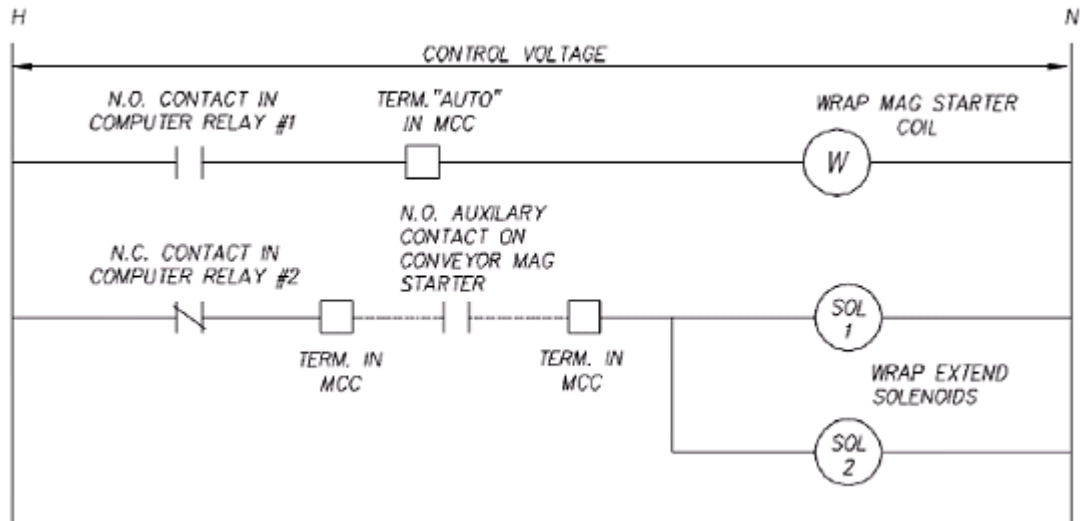 H
N
CONTROL VOLTAGE
N.O. CONTACT IN
COMPUTER RELAY #1
TERM."AUTO"
IN MCC
WRAP MAG STARTER
COIL
W
N.O. AUXILARY
CONTACT ON
CONVEYOR MAG
STARTER
N.C. CONTACT IN
COMPUTER RELAY #2
TERM. IN
MCC
TERM. IN
MCC
SOL
1
WRAP EXTEND
SOLENOIDS
SOL
2